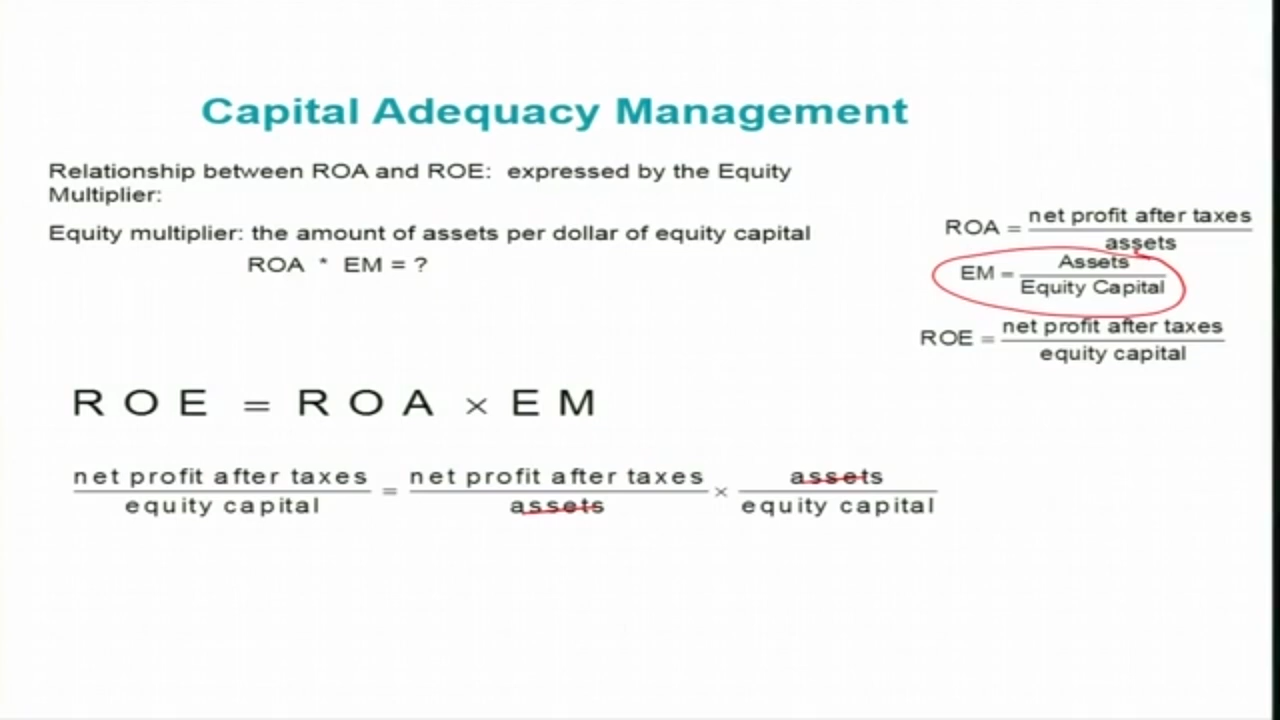 Capital Adequacy Management
Relationship between ROA and ROE: expressed by the Equity
Multiplier:
Equity multiplier: the amount of assets per dollar of equity capital
ROA * EM = ?
ROA = net profit after taxes / assets
EM = Assets / Equity Capital
ROE = net profit after taxes / equity capital
ROE = ROA × EM
net profit after taxes / equity capital = net profit after taxes / assets × assets / equity capital